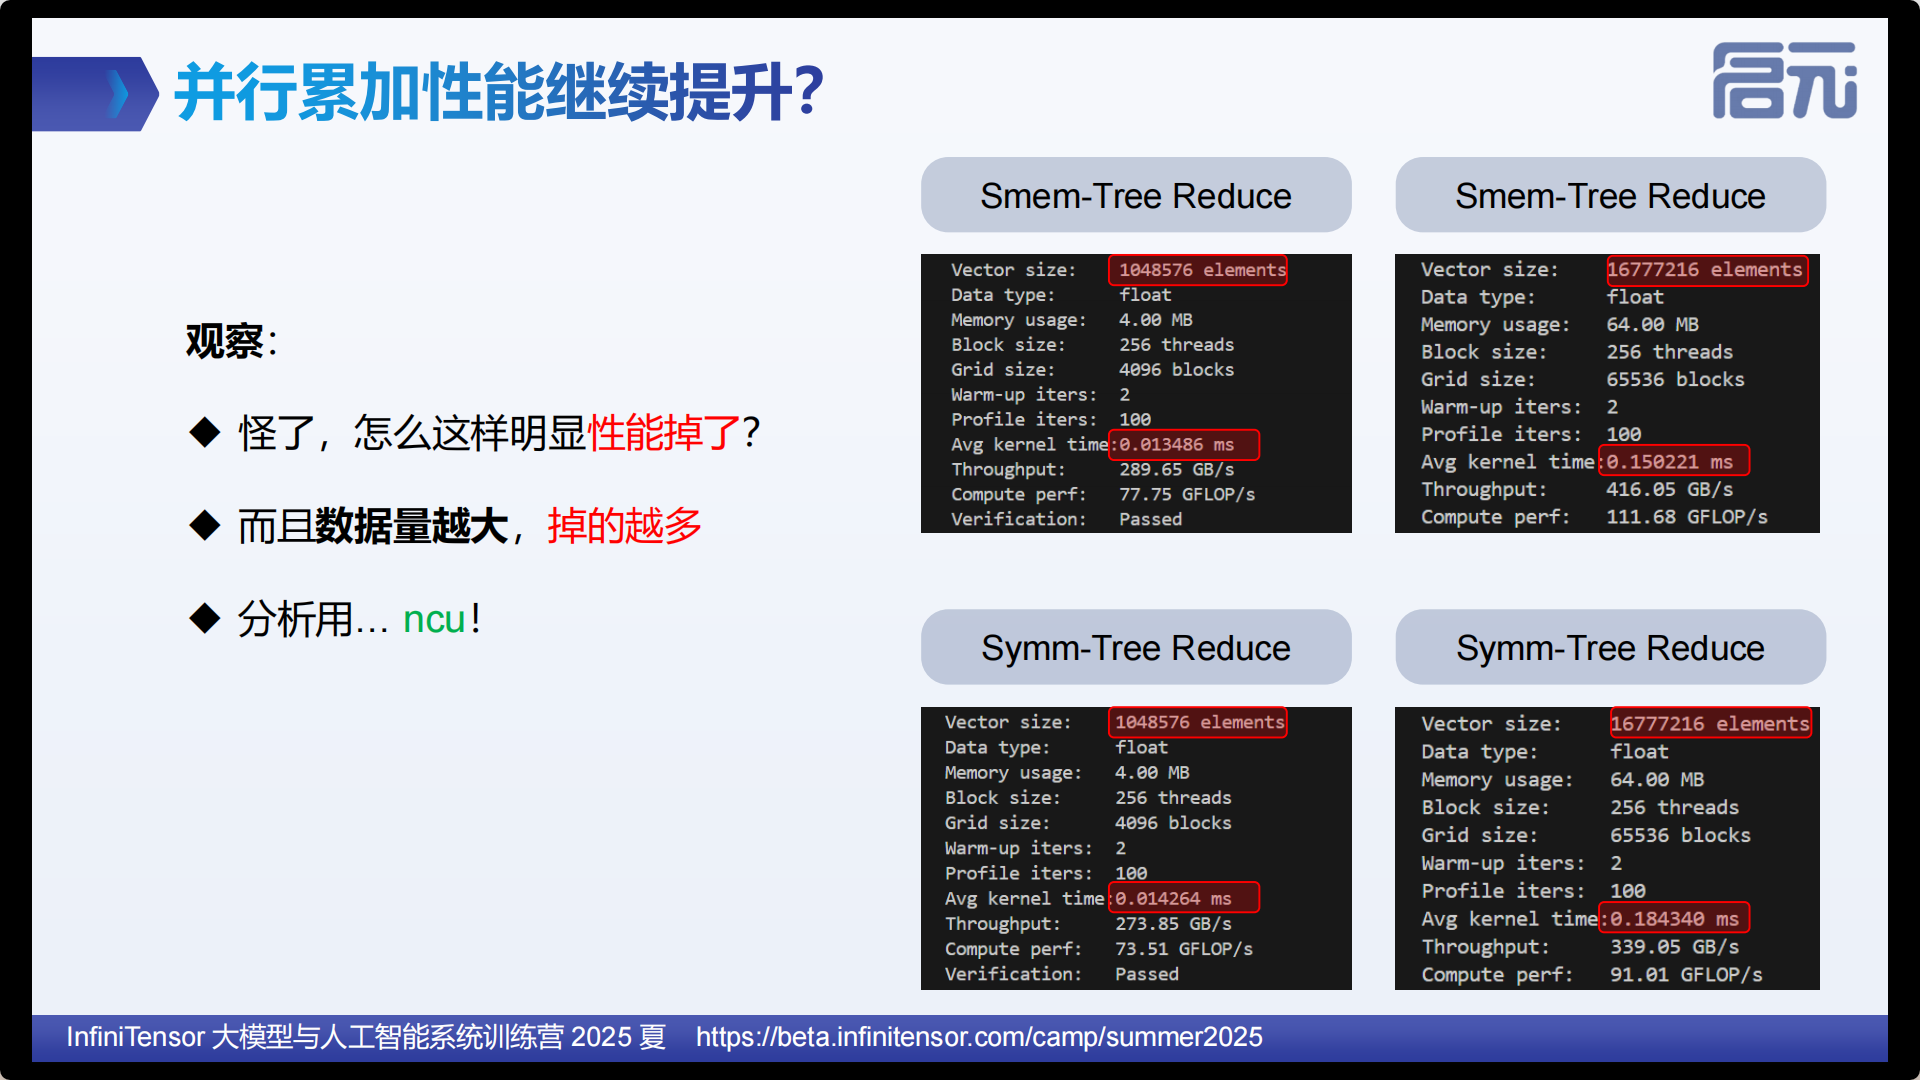 并行累加性能继续提升？
启元
观察：
◆ 怪了，怎么这样明显性能掉了？
◆ 而且数据量越大，掉的越多
◆ 分析用… ncu！
Smem-Tree Reduce
Vector size: 1048576 elements
Data type: float
Memory usage: 4.00 MB
Block size: 256 threads
Grid size: 4096 blocks
Warm-up iters: 2
Profile iters: 100
Avg kernel time:0.013486 ms
Throughput: 289.65 GB/s
Compute perf: 77.75 GFLOP/s
Verification: Passed
Smem-Tree Reduce
Vector size: 16777216 elements
Data type: float
Memory usage: 64.00 MB
Block size: 256 threads
Grid size: 65536 blocks
Warm-up iters: 2
Profile iters: 100
Avg kernel time:0.150221 ms
Throughput: 416.05 GB/s
Compute perf: 111.68 GFLOP/s
Symm-Tree Reduce
Vector size: 1048576 elements
Data type: float
Memory usage: 4.00 MB
Block size: 256 threads
Grid size: 4096 blocks
Warm-up iters: 2
Profile iters: 100
Avg kernel time:0.014264 ms
Throughput: 273.85 GB/s
Compute perf: 73.51 GFLOP/s
Verification: Passed
Symm-Tree Reduce
Vector size: 16777216 elements
Data type: float
Memory usage: 64.00 MB
Block size: 256 threads
Grid size: 65536 blocks
Warm-up iters: 2
Profile iters: 100
Avg kernel time:0.184340 ms
Throughput: 339.05 GB/s
Compute perf: 91.01 GFLOP/s
InfiniTensor 大模型与人工智能系统训练营 2025 夏 https://beta.infinitensor.com/camp/summer2025